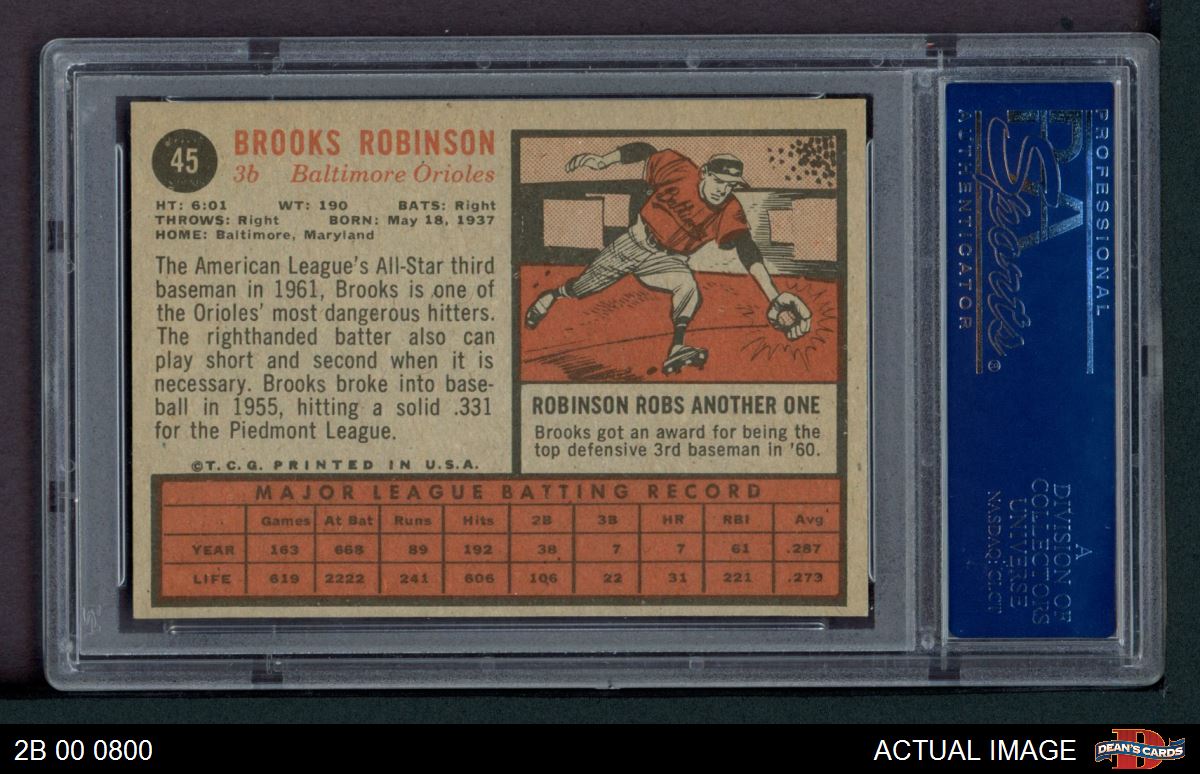 45
BROOKS ROBINSON
3b Baltimore Orioles
HT: 6:01 WT: 190 BATS: Right
THROWS: Right BORN: May 18, 1937
HOME: Baltimore, Maryland
The American League's All-Star third
baseman in 1961, Brooks is one of
the Orioles' most dangerous hitters.
The righthanded batter also can
play short and second when it is
necessary. Brooks broke into base-
ball in 1955, hitting a solid .331
for the Piedmont League.
©T.C.G. PRINTED IN U.S.A.
ROBINSON ROBS ANOTHER ONE
Brooks got an award for being the
top defensive 3rd baseman in '60.
MAJOR LEAGUE BATTING RECORD
Games At Bat Runs Hits 2B 3B HR RBI Avg
YEAR 163 668 89 192 38 7 7 61 .287
LIFE 619 2222 241 606 106 22 31 221 .273
PROFESSIONAL
PSA
Sports®
AUTHENTICATOR
A
DIVISION OF
COLLECTORS
UNIVERSE
NASDAQ: CLCT
2B 00 0800
ACTUAL IMAGE
DEAN'S CARDS